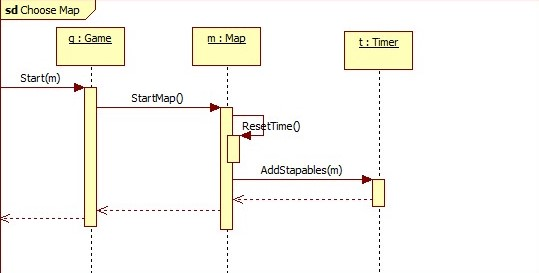 sd Choose Map
g : Game
m : Map
t : Timer
Start(m)
StartMap()
ResetTime()
AddStapables(m)